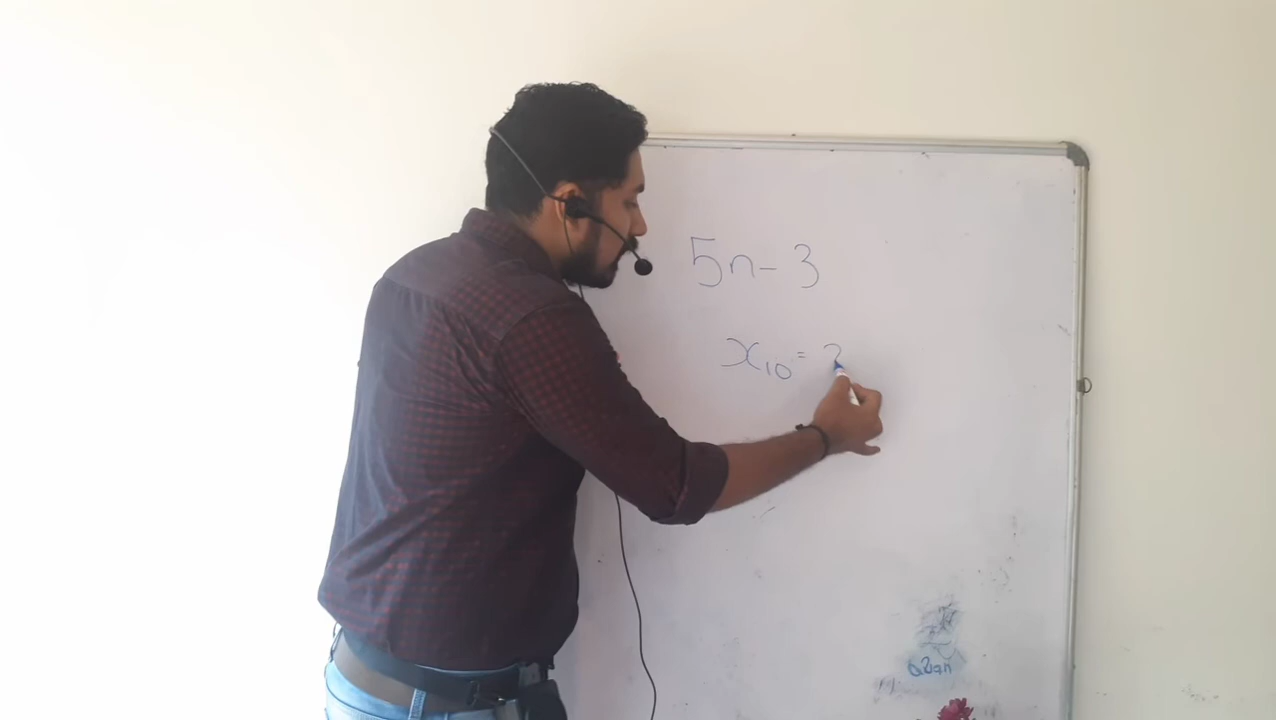 5n-3
x₁₀ = ?